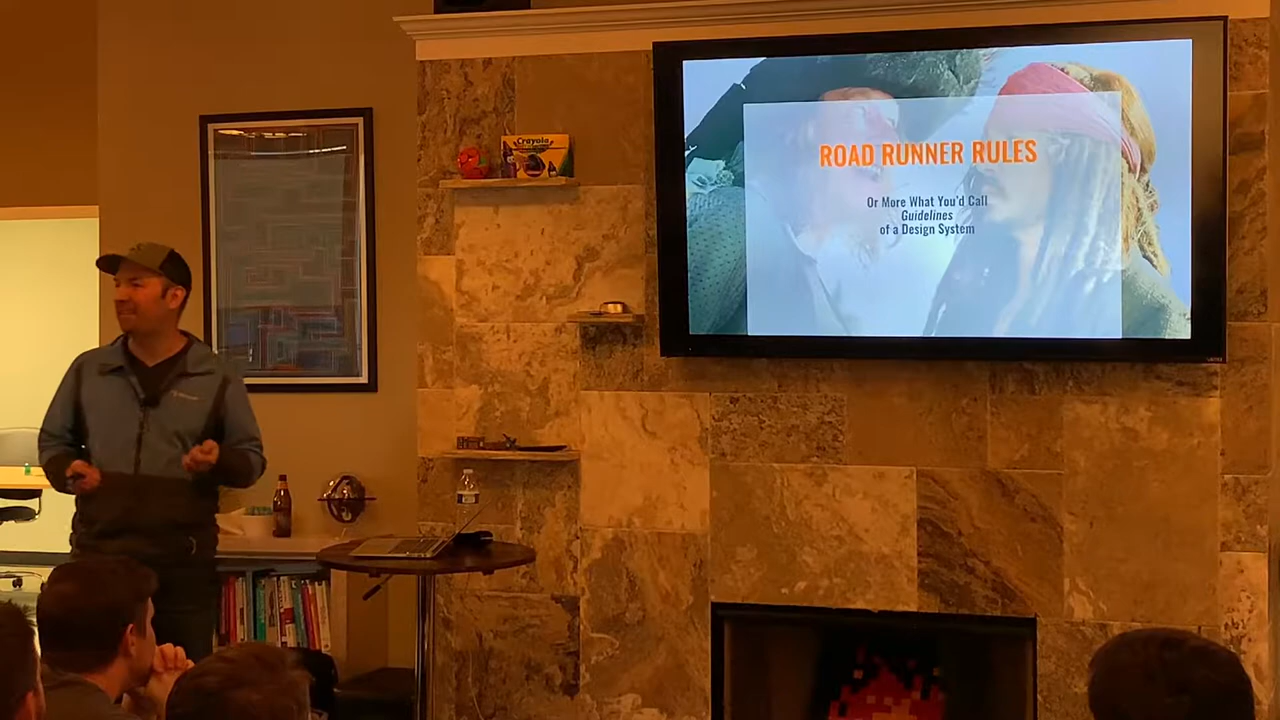 Crayola
ROAD RUNNER RULES
Or More What You'd Call
Guidelines
of a Design System